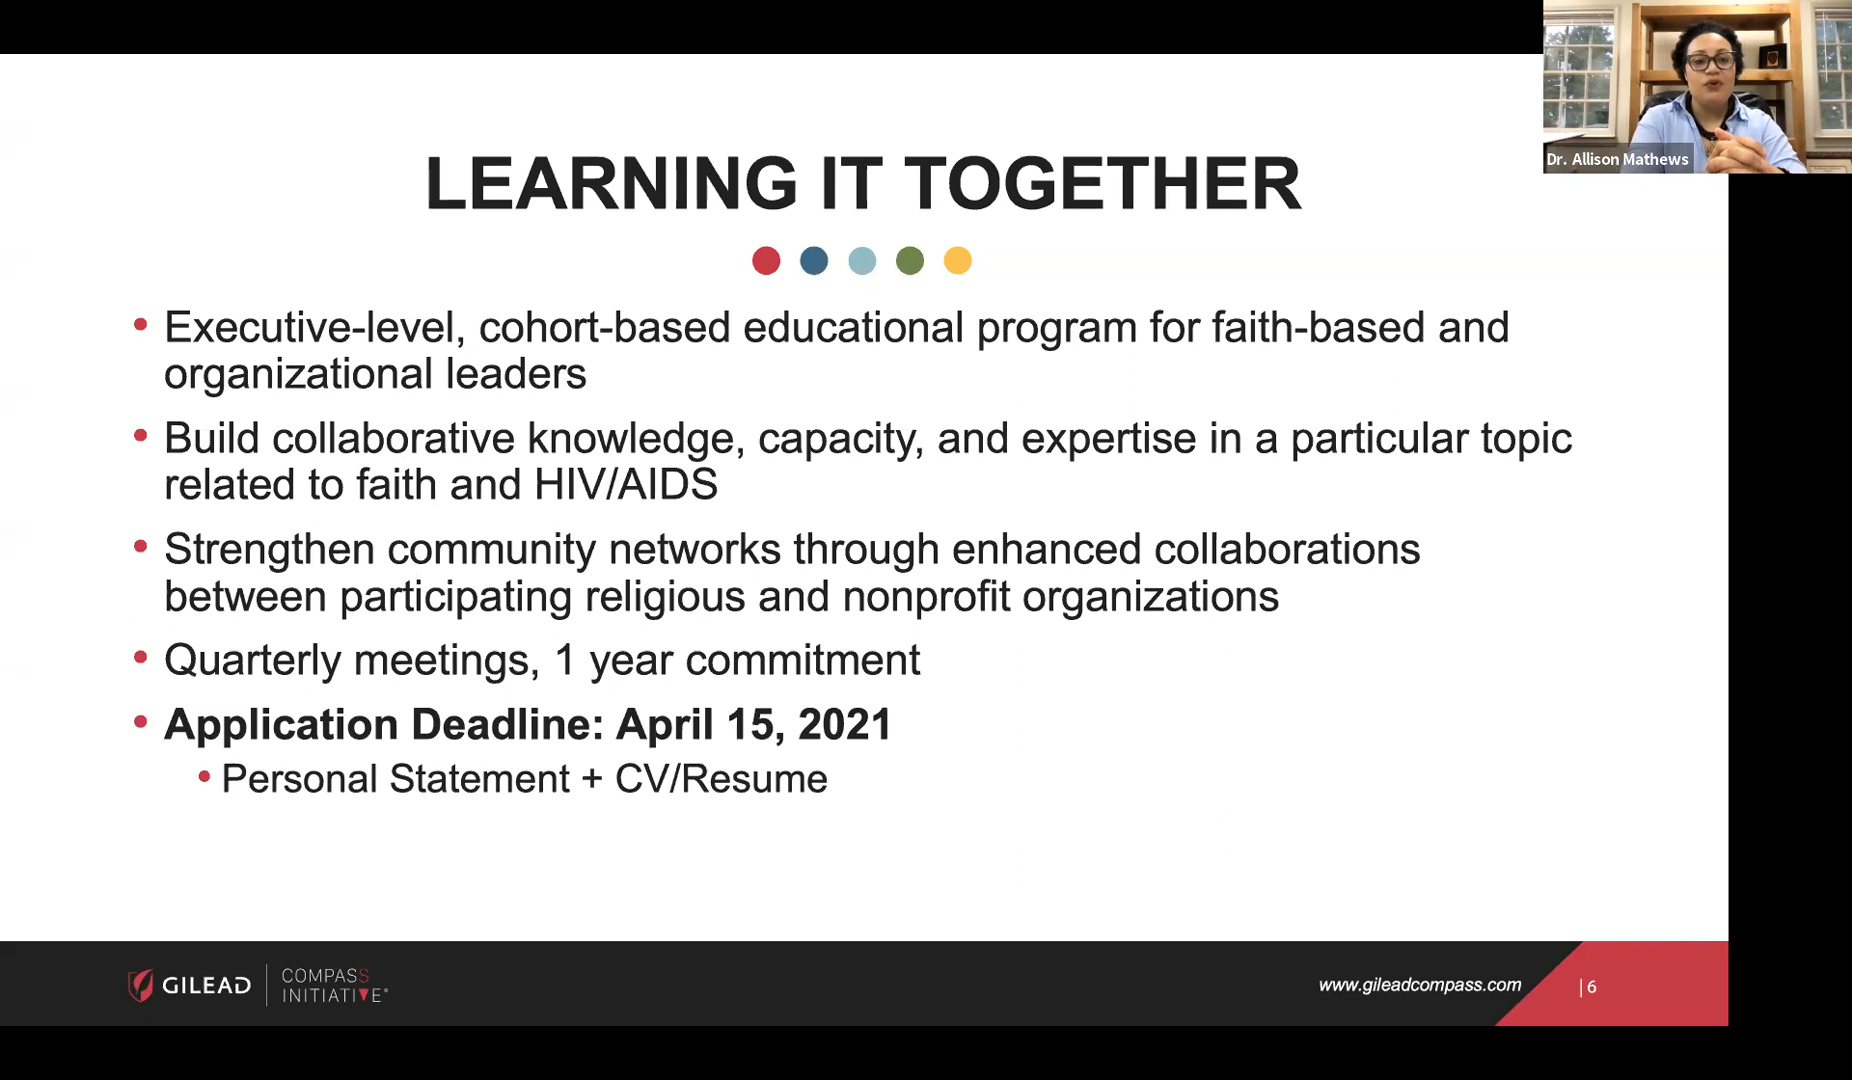 Dr. Allison Mathews
LEARNING IT TOGETHER
• Executive-level, cohort-based educational program for faith-based and
organizational leaders
• Build collaborative knowledge, capacity, and expertise in a particular topic
related to faith and HIV/AIDS
• Strengthen community networks through enhanced collaborations
between participating religious and nonprofit organizations
• Quarterly meetings, 1 year commitment
• Application Deadline: April 15, 2021
• Personal Statement + CV/Resume
GILEAD
COMPASS
INITIATIVE®
www.gileadcompass.com
| 6